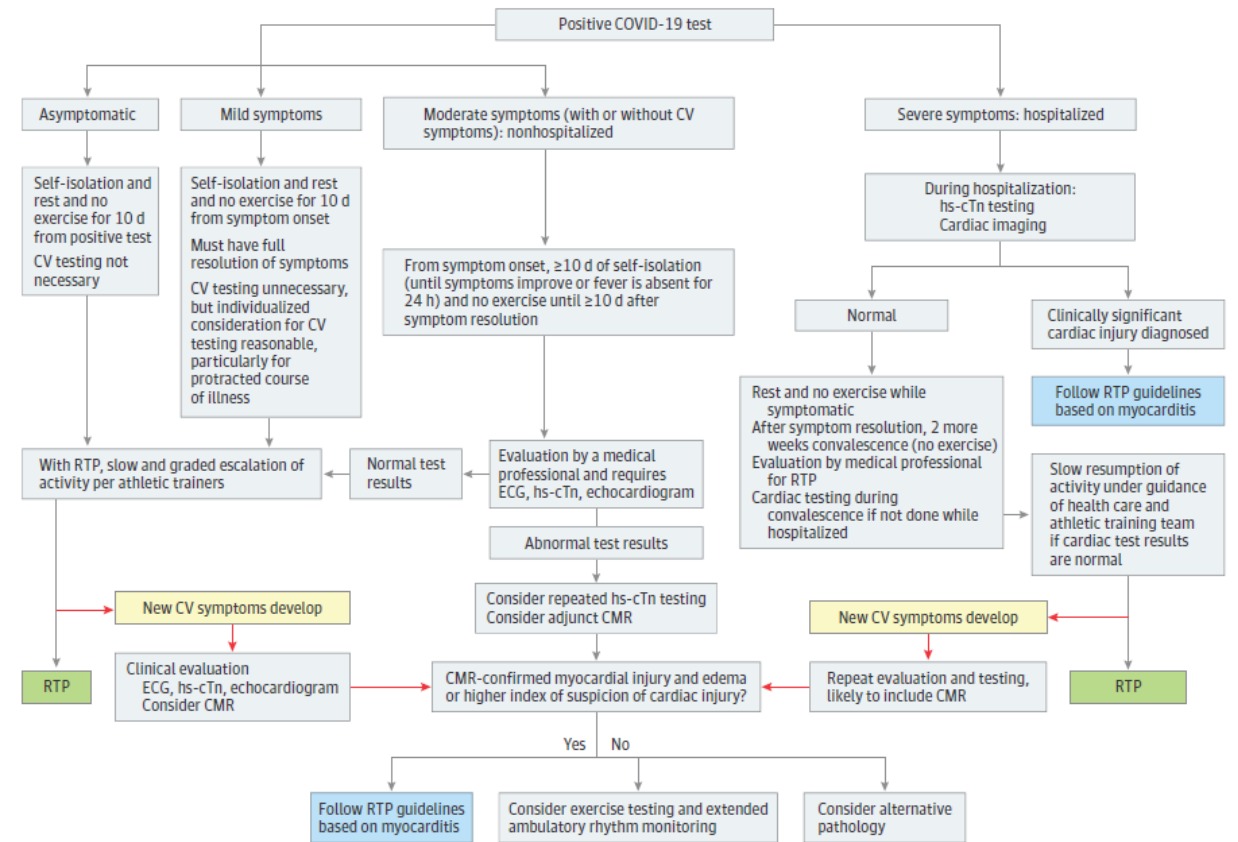 Positive COVID-19 test
Asymptomatic
Mild symptoms
Moderate symptoms (with or without CV
symptoms): nonhospitalized
Severe symptoms: hospitalized
Self-isolation and
rest and no
exercise for 10 d
from positive test
CV testing not
necessary
Self-isolation and rest
and no exercise for 10 d
from symptom onset
Must have full
resolution of symptoms
CV testing unnecessary,
but individualized
consideration for CV
testing reasonable,
particularly for
protracted course
of illness
From symptom onset, ≥10 d of self-isolation
(until symptoms improve or fever is absent for
24 h) and no exercise until ≥10 d after
symptom resolution
During hospitalization:
hs-cTn testing
Cardiac imaging
Normal
Clinically significant
cardiac injury diagnosed
Rest and no exercise while
symptomatic
After symptom resolution, 2 more
weeks convalescence (no exercise)
Evaluation by medical professional
for RTP
Cardiac testing during
convalescence if not done while
hospitalized
Follow RTP guidelines
based on myocarditis
With RTP, slow and graded escalation of
activity per athletic trainers
Normal test
results
Evaluation by a medical
professional and requires
ECG, hs-cTn, echocardiogram
Slow resumption of
activity under guidance
of health care and
athletic training team
if cardiac test results
are normal
Abnormal test results
Consider repeated hs-cTn testing
Consider adjunct CMR
New CV symptoms develop
New CV symptoms develop
RTP
Clinical evaluation
ECG, hs-cTn, echocardiogram
Consider CMR
CMR-confirmed myocardial injury and edema
or higher index of suspicion of cardiac injury?
Repeat evaluation and testing,
likely to include CMR
RTP
Yes
No
Follow RTP guidelines
based on myocarditis
Consider exercise testing and extended
ambulatory rhythm monitoring
Consider alternative
pathology